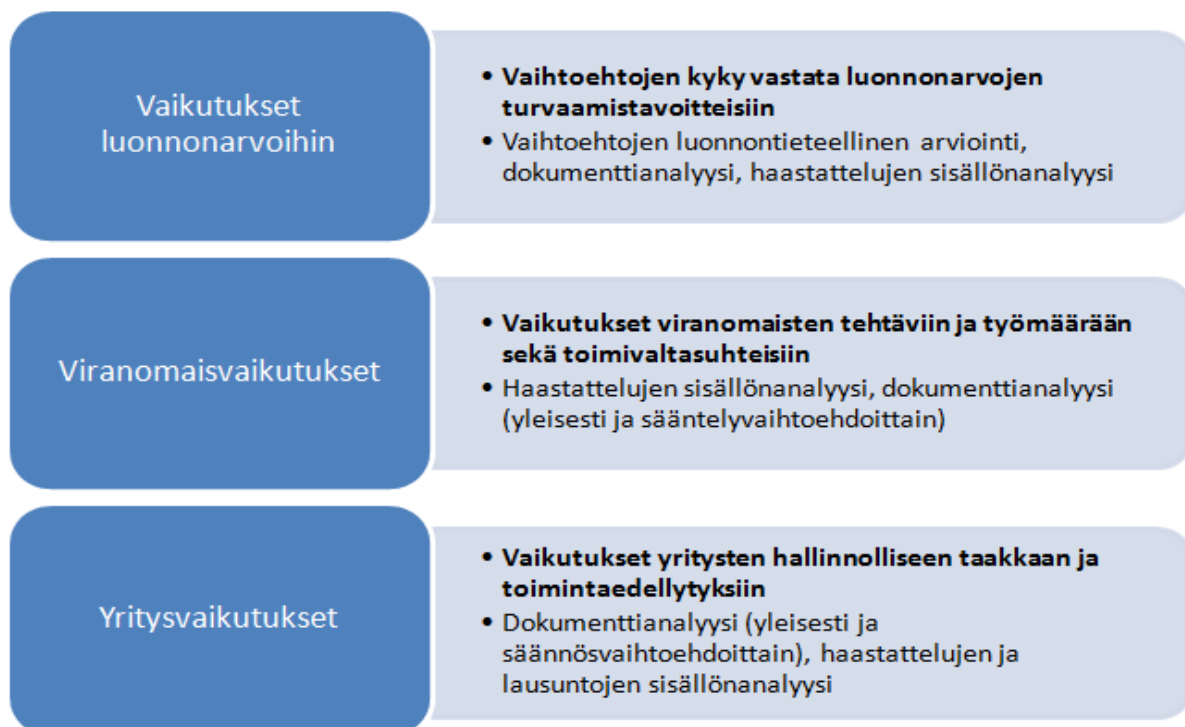 Vaikutukset
luonnonarvoihin
• Vaihtoehtojen kyky vastata luonnonarvojen
turvaamistavoitteisiin
• Vaihtoehtojen luonnontieteellinen arviointi,
dokumenttianalyysi, haastattelujen sisällönanalyysi
Viranomaisvaikutukset
• Vaikutukset viranomaisten tehtäviin ja työmäärään
sekä toimivaltasuhteisiin
• Haastattelujen sisällönanalyysi, dokumenttianalyysi
(yleisesti ja sääntelyvaihtoehdoittain)
Yritysvaikutukset
• Vaikutukset yritysten hallinnolliseen taakkaan ja
toimintaedellytyksiin
• Dokumenttianalyysi (yleisesti ja
säännösvaihtoehdoittain), haastattelujen ja
lausuntojen sisällönanalyysi